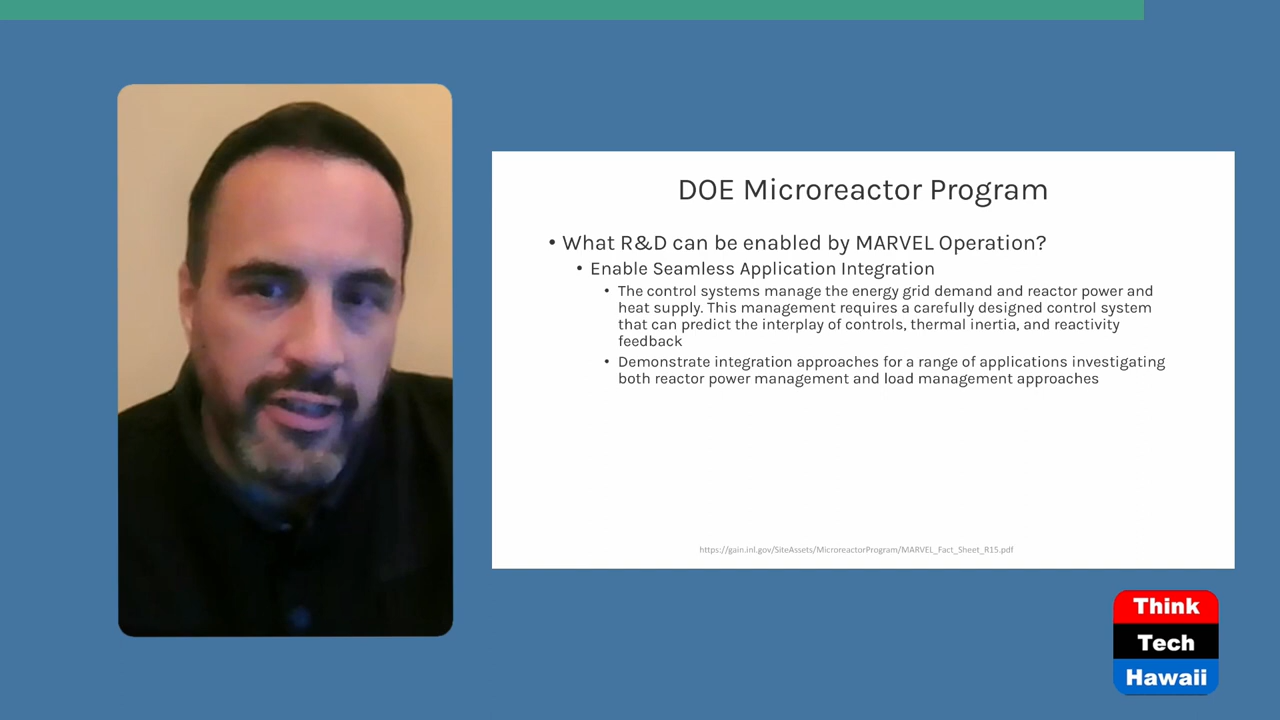 DOE Microreactor Program
• What R&D can be enabled by MARVEL Operation?
• Enable Seamless Application Integration
• The control systems manage the energy grid demand and reactor power and
heat supply. This management requires a carefully designed control system
that can predict the interplay of controls, thermal inertia, and reactivity
feedback
• Demonstrate integration approaches for a range of applications investigating
both reactor power management and load management approaches
https://gain.inl.gov/SiteAssets/MicroreactorProgram/MARVEL_Fact_Sheet_R15.pdf
Think
Tech
Hawaii